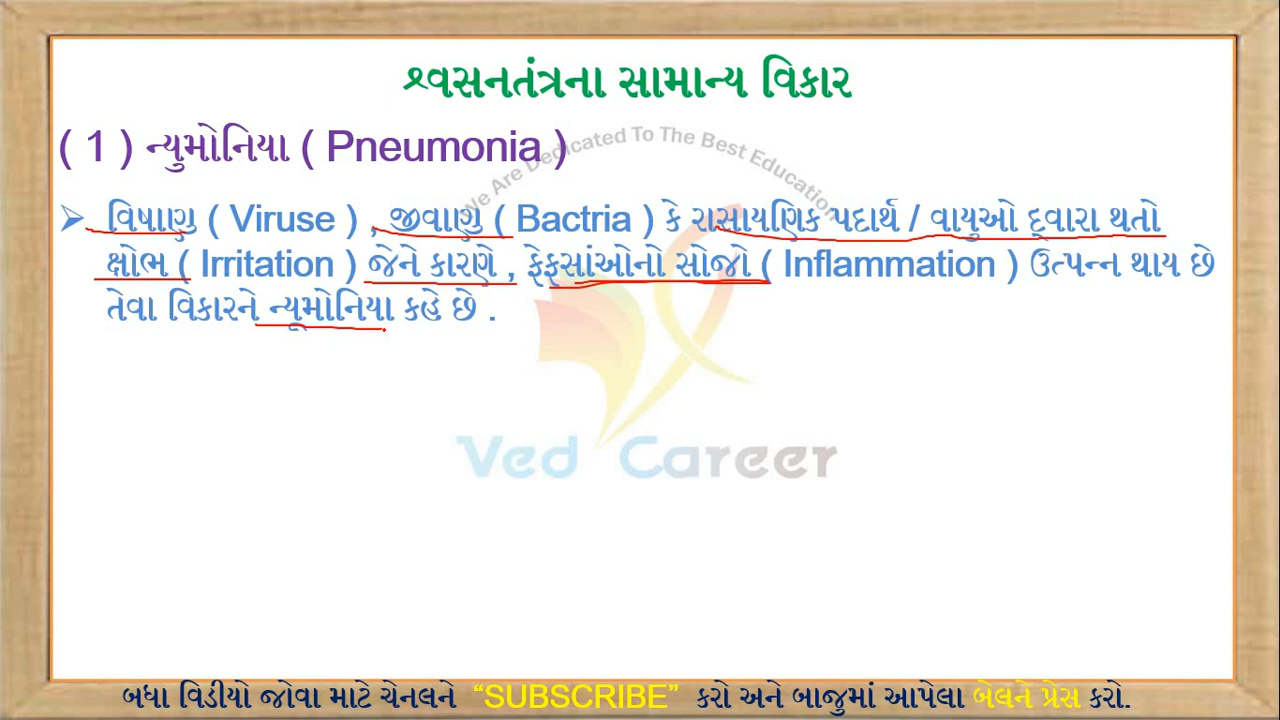 શ્વસનતંત્રના સામાન્ય વિકાર
( 1 ) ન્યુમોનિયા ( Pneumonia )
We Are Dedicated To The Best Education
➢ વિષાણુ ( Viruse ) , જીવાણુ ( Bactria ) કે રાસાયણિક પદાર્થ / વાયુઓ દ્વારા થતો
ક્ષોભ ( Irritation ) જેને કારણે , ફેફસાંઓનો સોજો ( Inflammation ) ઉત્પન્ન થાય છે
તેવા વિકારને ન્યૂમોનિયા કહે છે .
Ved Career
બધા વિડીયો જોવા માટે ચેનલને “SUBSCRIBE” કરો અને બાજુમાં આપેલા બેલને પ્રેસ કરો.